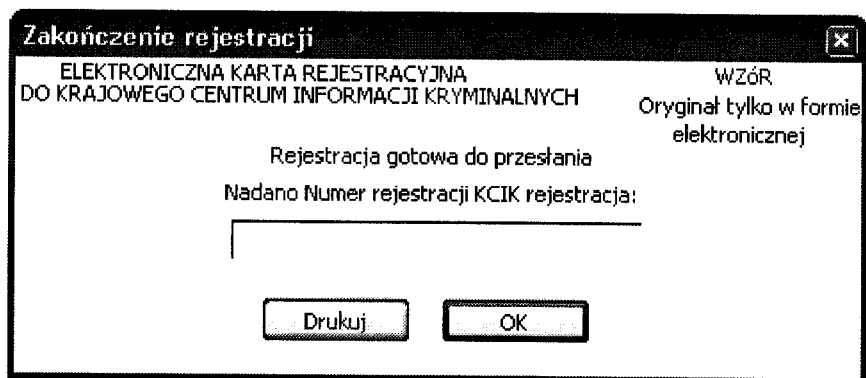 Zakończenie rejestracji
ELEKTRONICZNA KARTA REJESTRACYJNA
DO KRAJOWEGO CENTRUM INFORMACJI KRYMINALNYCH
WZóR
Oryginał tylko w formie
elektronicznej
Rejestracja gotowa do przesłania
Nadano Numer rejestracji KCIK rejestracja:
Drukuj
OK